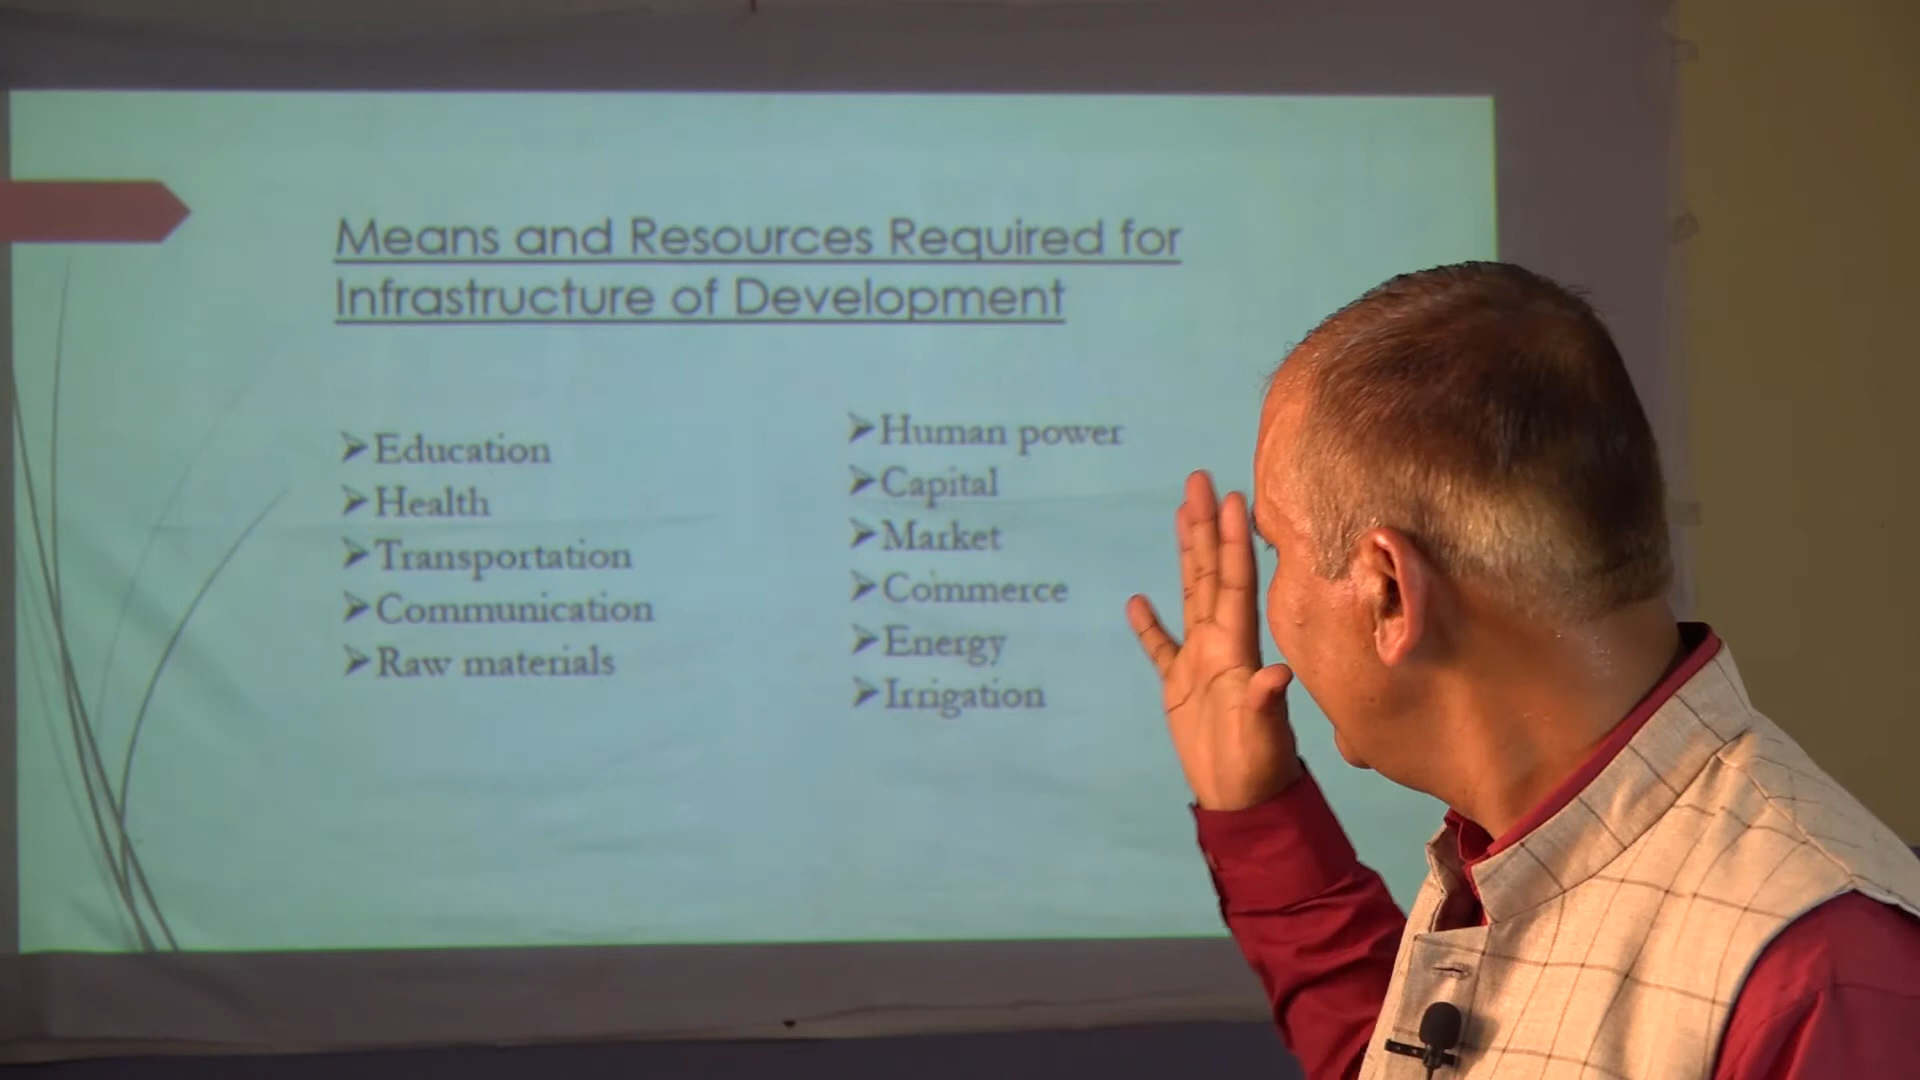 Means and Resources Required for
Infrastructure of Development
➢Education
➢Health
➢Transportation
➢Communication
➢Raw materials
➢Human power
➢Capital
➢Market
➢Commerce
➢Energy
➢Irrigation